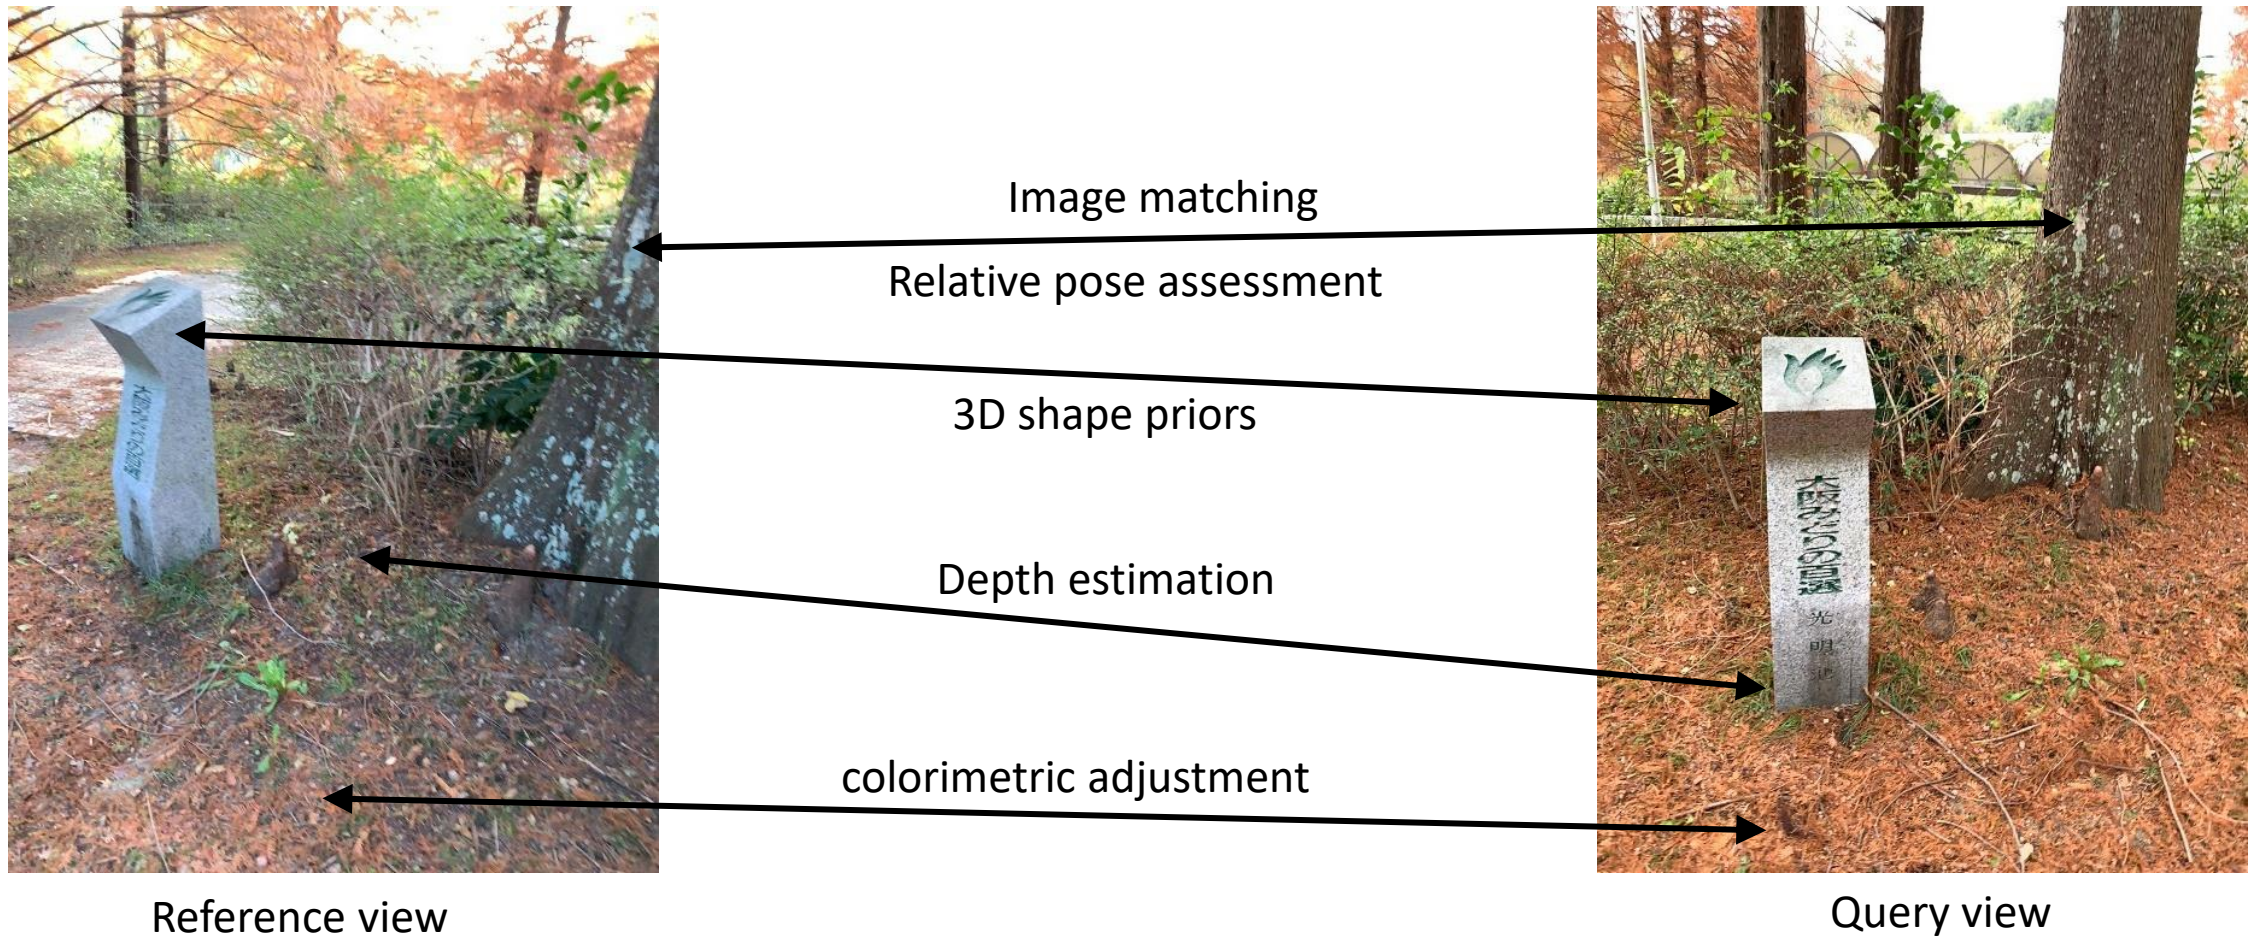 Image matching
Relative pose assessment
3D shape priors
Depth estimation
colorimetric adjustment
Reference view
Query view
大阪みどりの百選
光明池